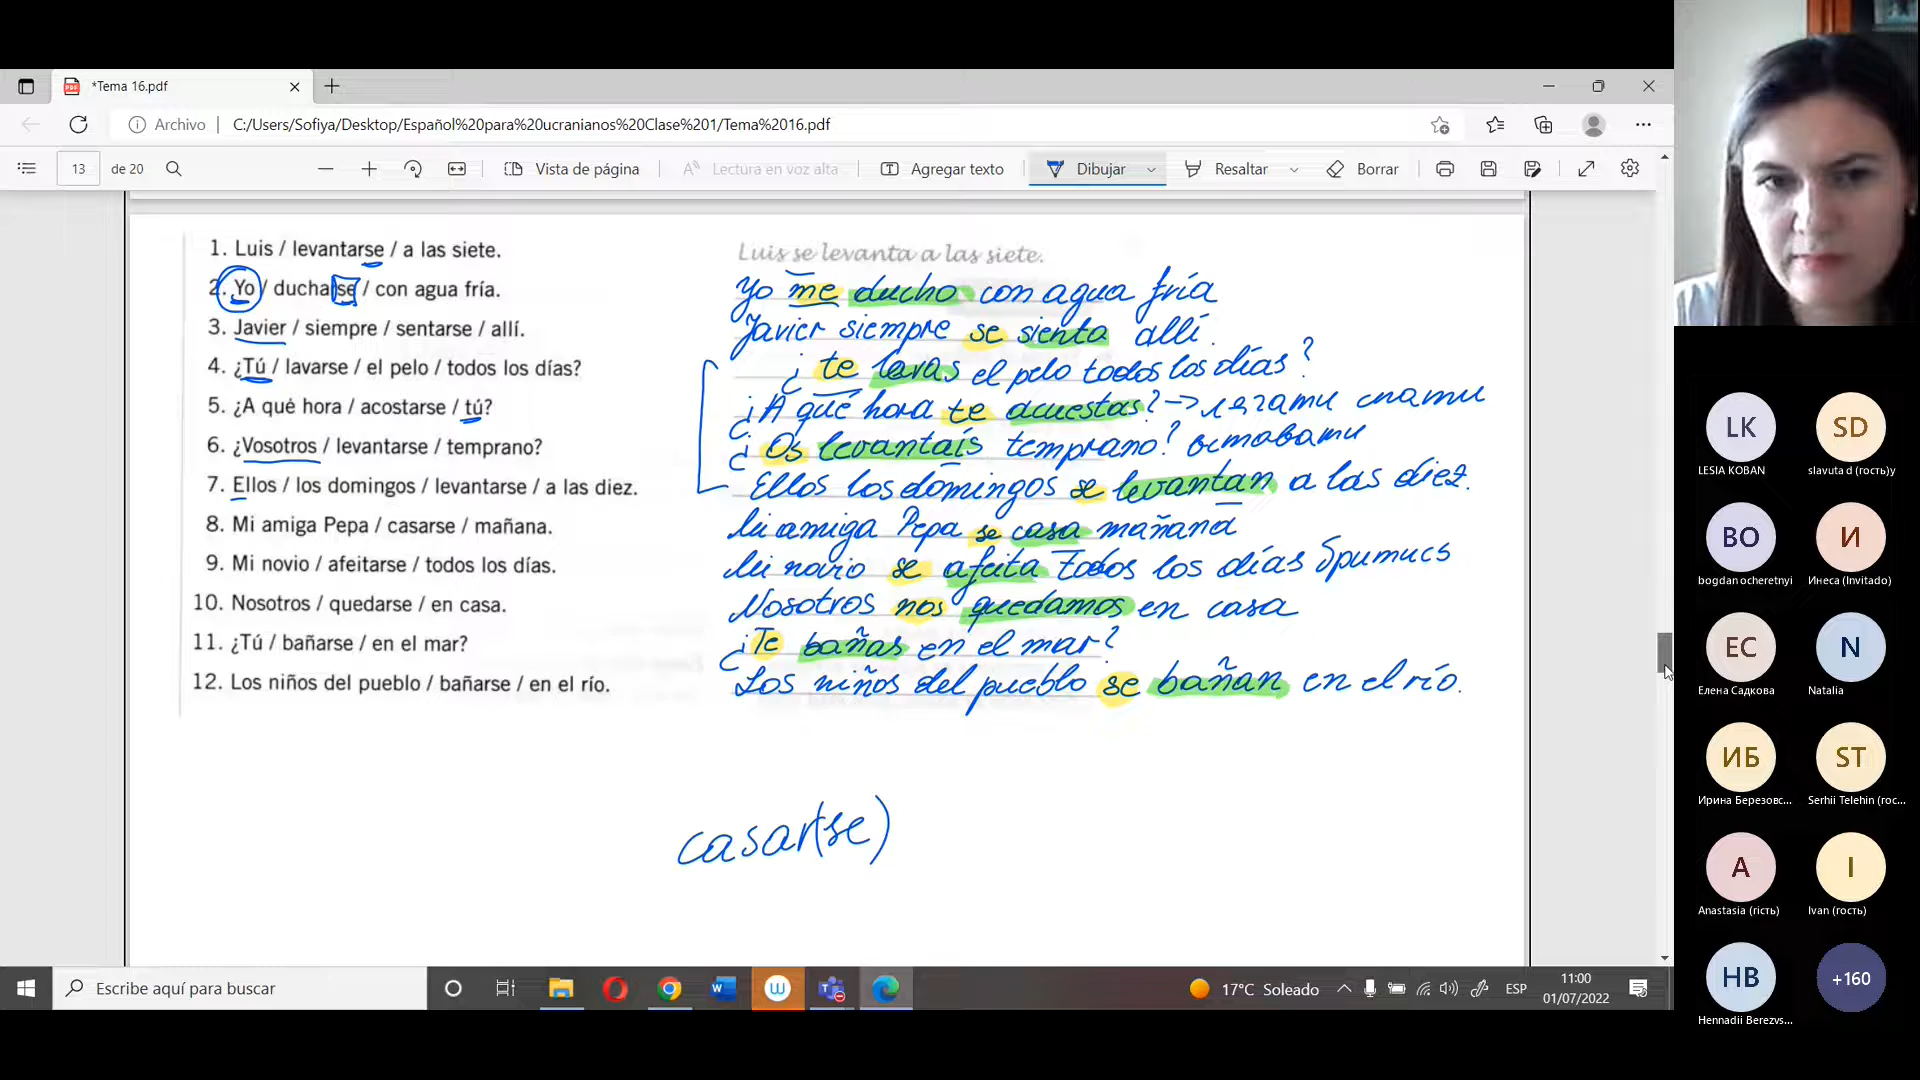 *Tema 16.pdf
Archivo
C:/Users/Sofiya/Desktop/Español%20para%20ucranianos%20Clase%201/Tema%2016.pdf
13 de 20
Vista de página
Lectura en voz alta
Agregar texto
Dibujar
Resaltar
Borrar
1. Luis / levantarse / a las siete.
Luis se levanta a las siete.
2. Yo / ducharse / con agua fría.
Yo me ducho con agua fría
3. Javier / siempre / sentarse / allí.
Javier siempre se sienta allí.
4. ¿Tú / lavarse / el pelo / todos los días?
¿te lavas el pelo todos los días?
5. ¿A qué hora / acostarse / tú?
¿A qué hora te acuestas? → лягати спати
6. ¿Vosotros / levantarse / temprano?
¿Os levantaís temprano? вставати
7. Ellos / los domingos / levantarse / a las diez.
Ellos los domingos se levantan a las diez.
8. Mi amiga Pepa / casarse / mañana.
Mi amiga Pepa se casa mañana
9. Mi novio / afeitarse / todos los días.
Mi novio se afeita todos los días бритись
10. Nosotros / quedarse / en casa.
Nosotros nos quedamos en casa
11. ¿Tú / bañarse / en el mar?
¿Te bañas en el mar?
12. Los niños del pueblo / bañarse / en el río.
Los niños del pueblo se bañan en el río.
casar(se)
LK
SD
LESIA KOBAN
slavuta d (гость)y
BO
И
bogdan ocheretnyi
Инеса (Invitado)
EC
N
Елена Садкова
Natalia
ИБ
ST
Ирина Березовс...
Serhii Telehin (гос...
A
I
Anastasia (гість)
Ivan (гость)
HB
+160
Hennadii Berezvs...
Escribe aquí para buscar
17°C Soleado
ESP
11:00
01/07/2022